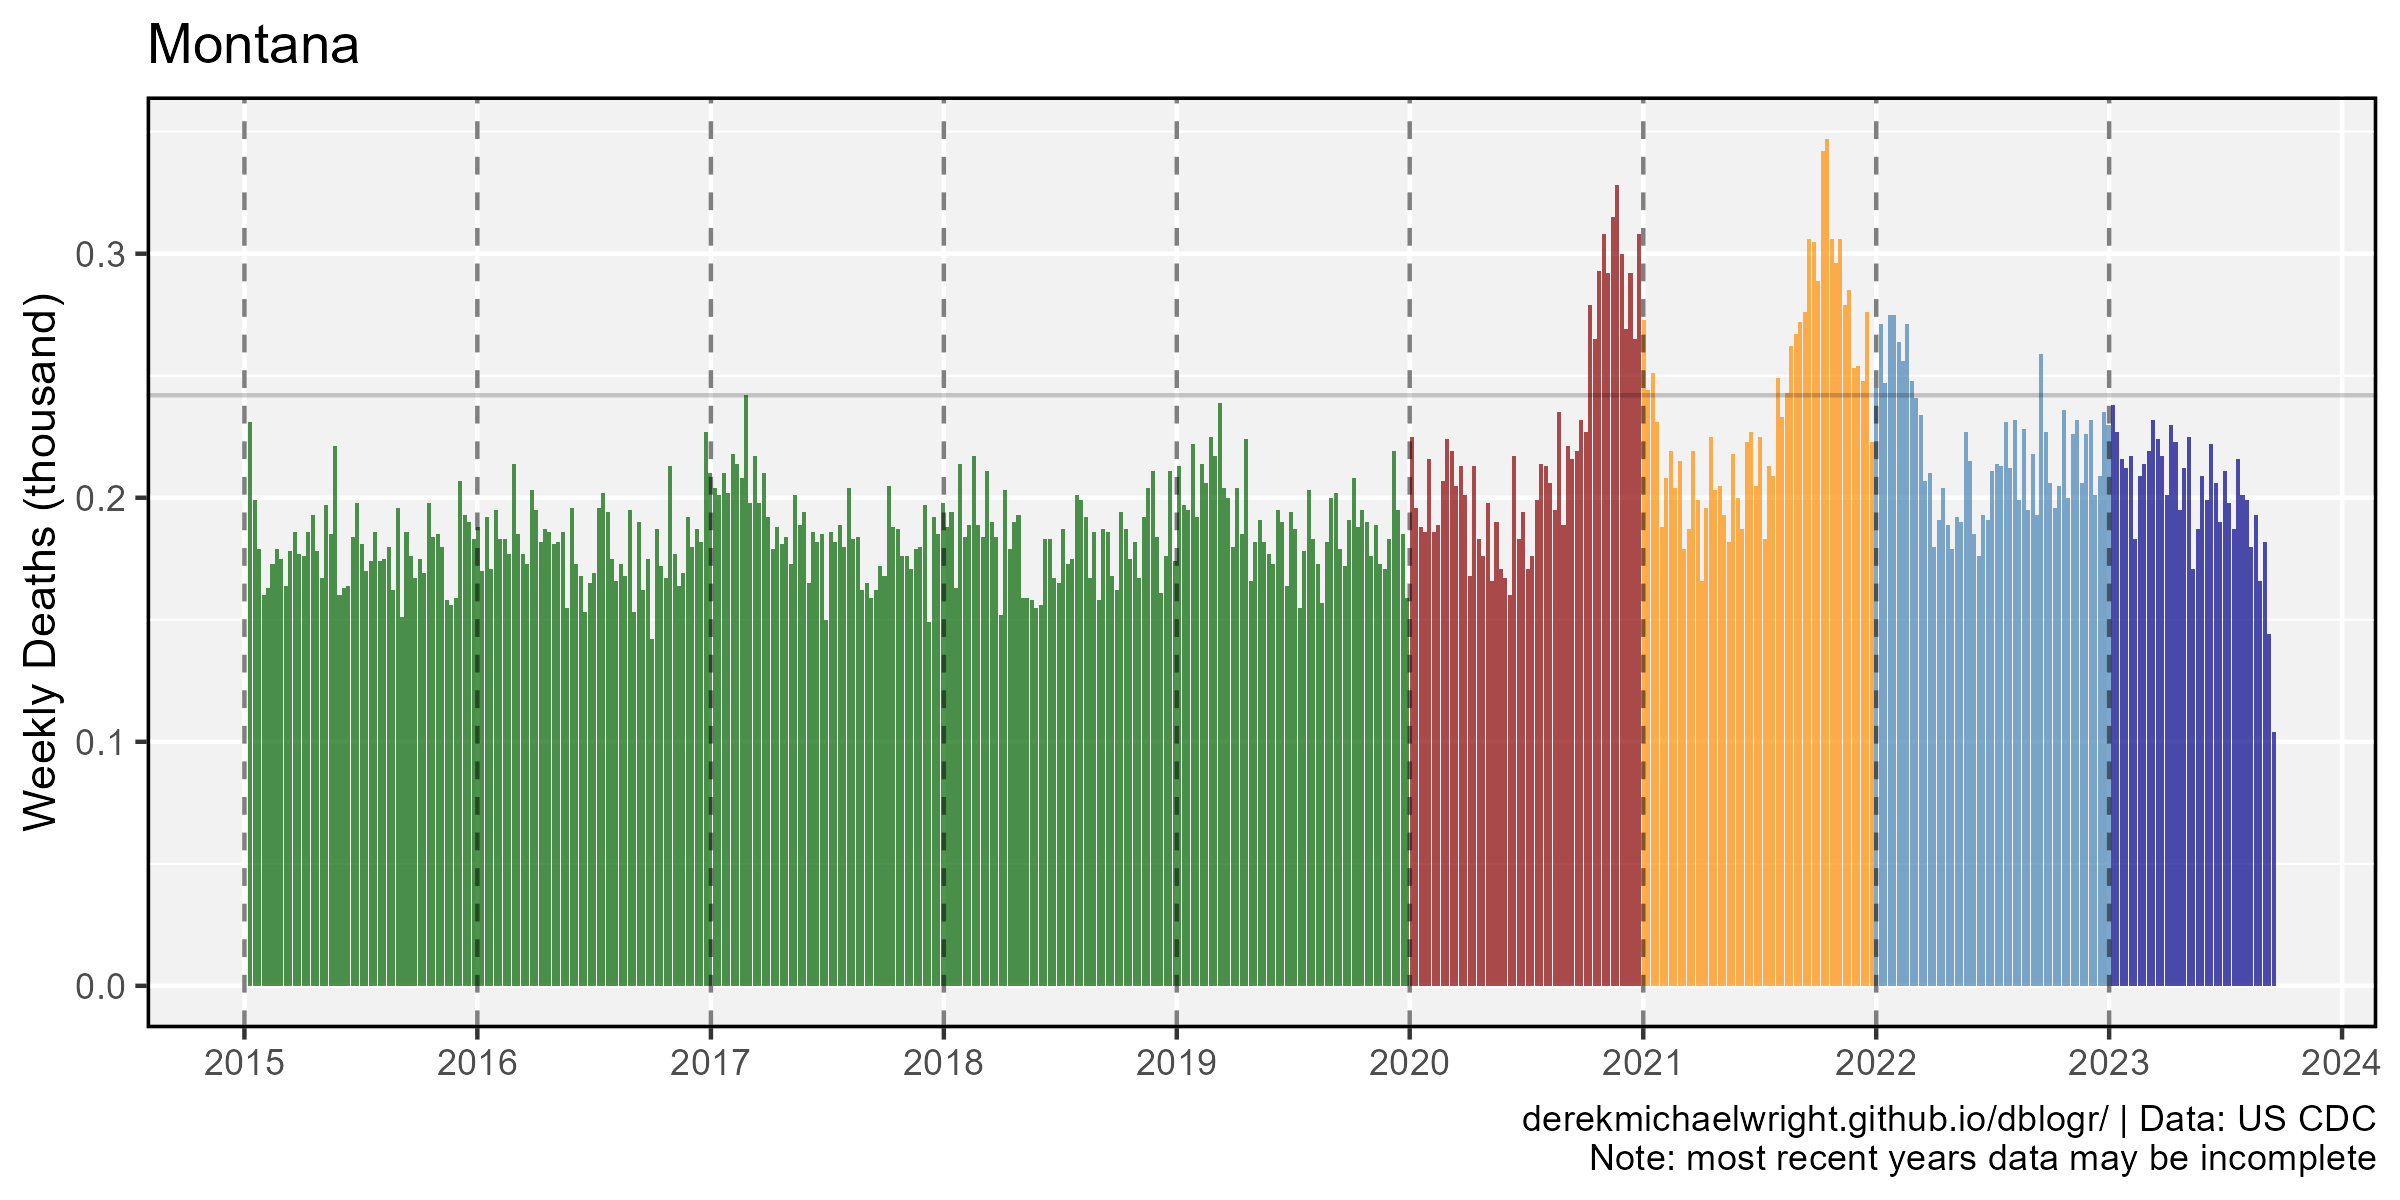 Montana
Weekly Deaths (thousand)
0.3
0.2
0.1
0.0
2015 2016 2017 2018 2019 2020 2021 2022 2023 2024
derekmichaelwright.github.io/dblogr/ | Data: US CDC
Note: most recent years data may be incomplete